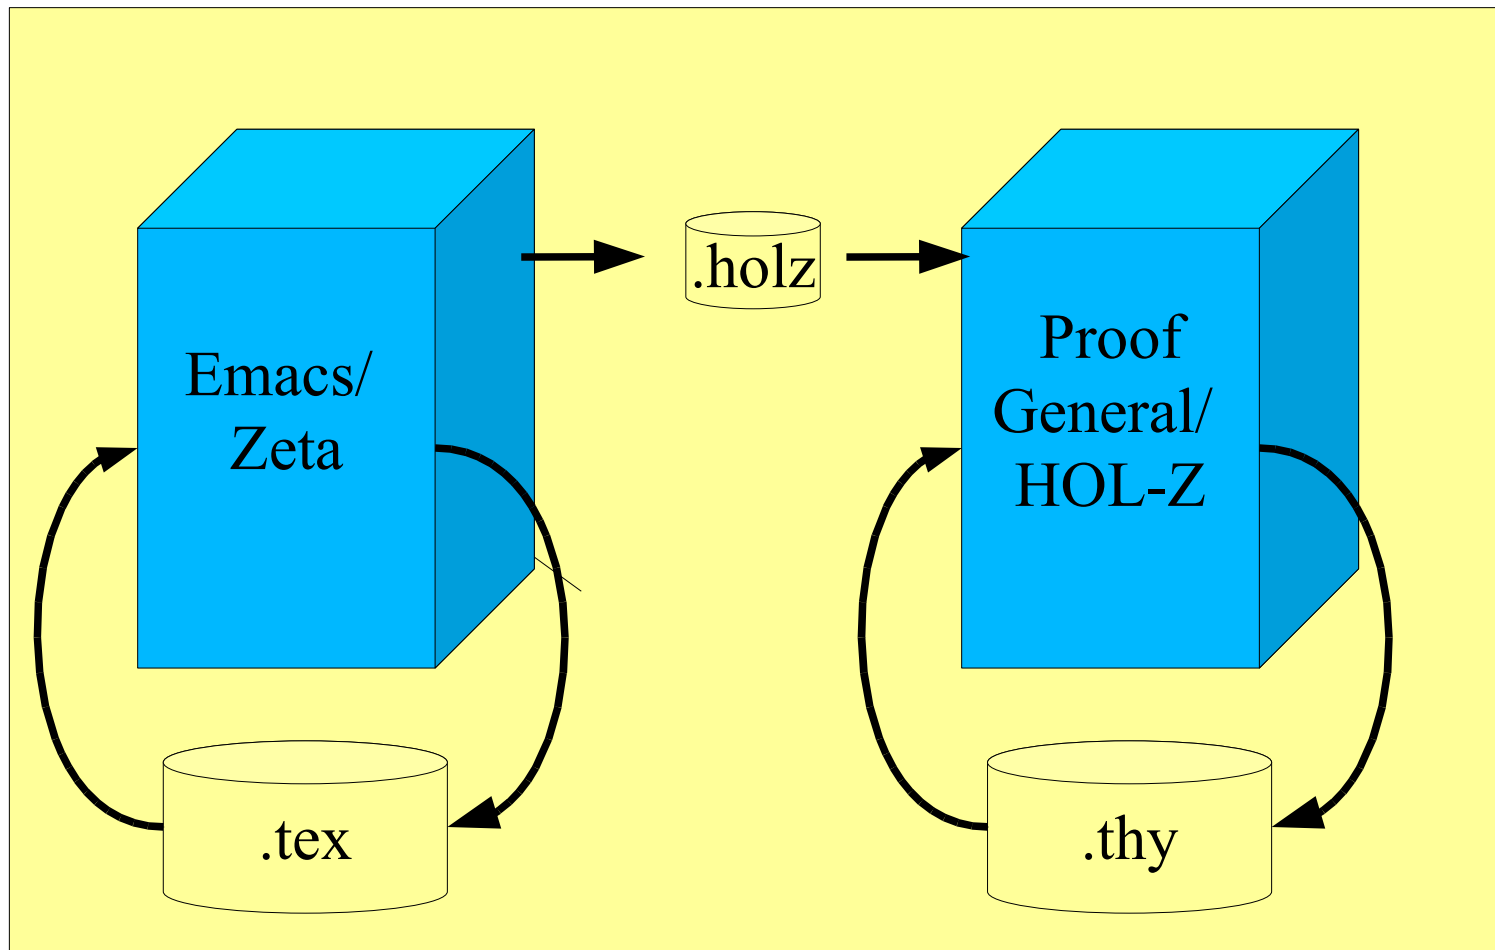 Emacs/
Zeta
.holz
Proof
General/
HOL-Z
.tex
.thy